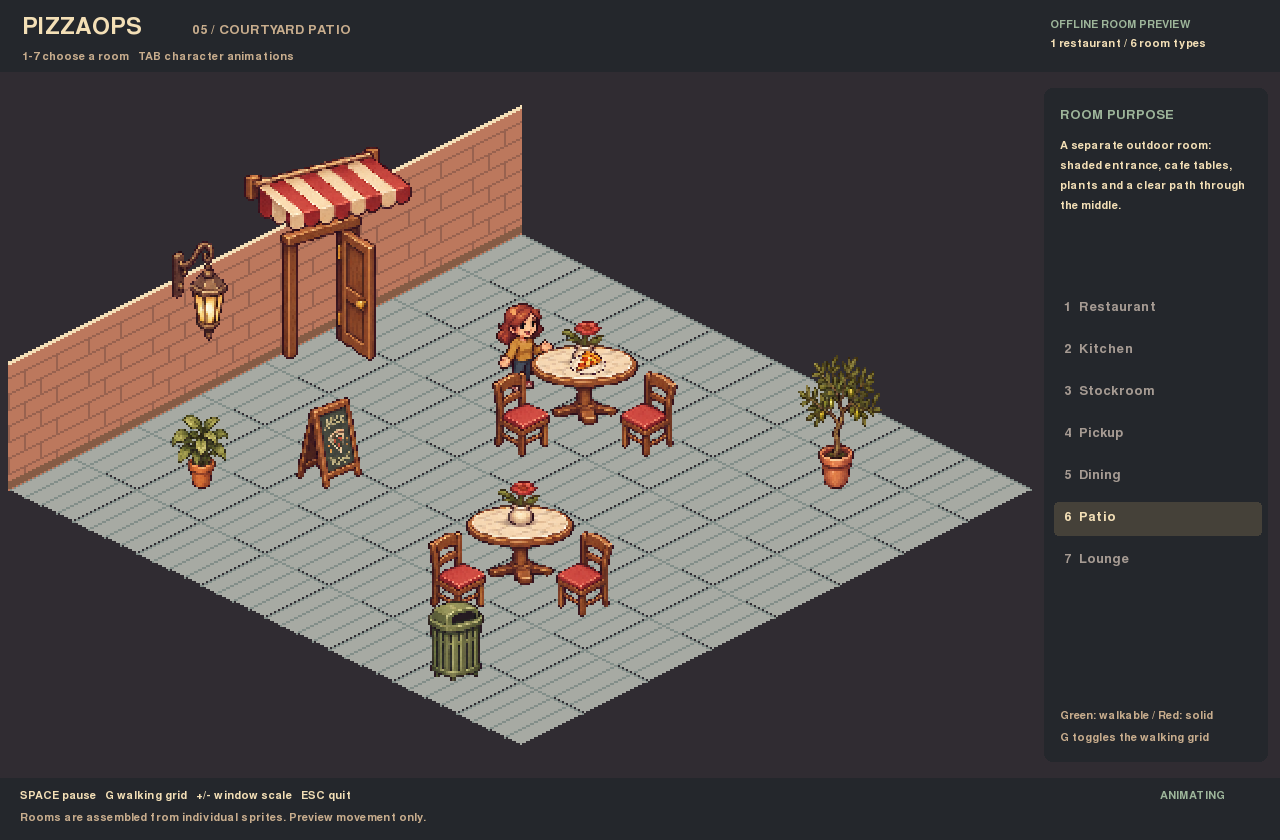 PIZZAOPS
05 / COURTYARD PATIO
1-7 choose a room TAB character animations
OFFLINE ROOM PREVIEW
1 restaurant / 6 room types
ROOM PURPOSE
A separate outdoor room:
shaded entrance, cafe tables,
plants and a clear path through
the middle.
1 Restaurant
2 Kitchen
3 Stockroom
4 Pickup
5 Dining
6 Patio
7 Lounge
Green: walkable / Red: solid
G toggles the walking grid
SPACE pause G walking grid +/- window scale ESC quit
Rooms are assembled from individual sprites. Preview movement only.
ANIMATING